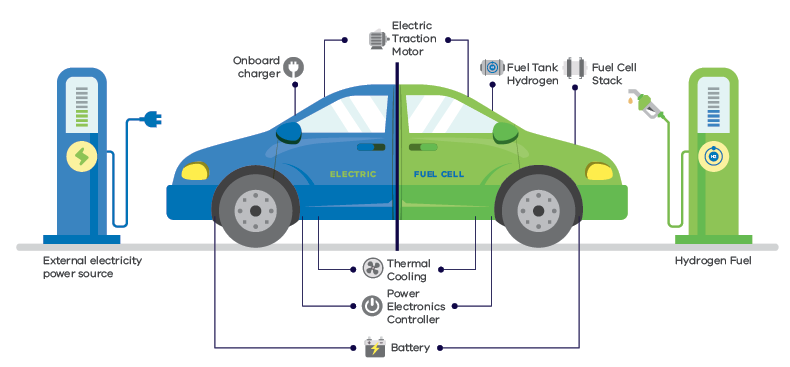 Electric
Traction
Motor
Onboard
charger
Fuel Tank
Hydrogen
Fuel Cell
Stack
ELECTRIC
FUEL CELL
External electricity
power source
Thermal
Cooling
Hydrogen Fuel
Power
Electronics
Controller
Battery